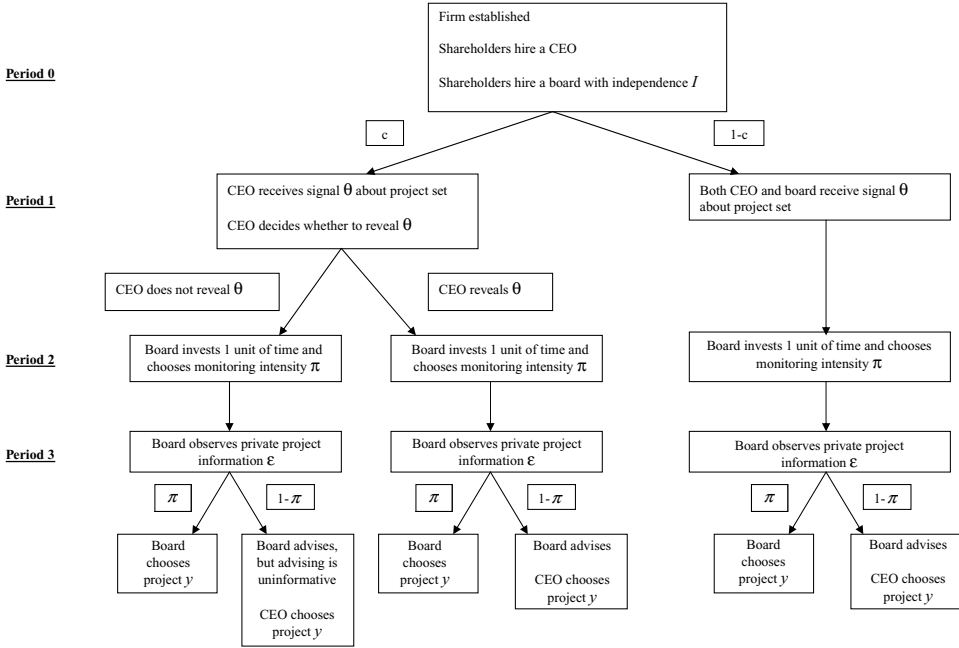 Firm established
Shareholders hire a CEO
Period 0
Shareholders hire a board with independence I
c
1-c
Period 1
CEO receives signal θ about project set
CEO decides whether to reveal θ
Both CEO and board receive signal θ
about project set
CEO does not reveal θ
CEO reveals θ
Period 2
Board invests 1 unit of time and
chooses monitoring intensity π
Board invests 1 unit of time and
chooses monitoring intensity π
Board invests 1 unit of time and chooses
monitoring intensity π
Period 3
Board observes private project
information ε
Board observes private project
information ε
Board observes private project
information ε
π
1-π
π
1-π
π
1-π
Board
chooses
project y
Board advises,
but advising is
uninformative
CEO chooses
project y
Board
chooses
project y
Board advises
CEO chooses
project y
Board
chooses
project y
Board advises
CEO chooses
project y